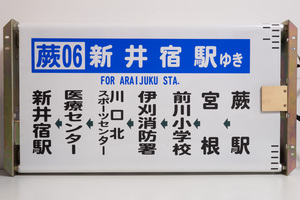 蕨06 新井宿駅ゆき
FOR ARAIJUKU STA.
蕨駅
宮根
前川小学校
伊刈消防署
川口北スポーツセンター
医療センター
新井宿駅